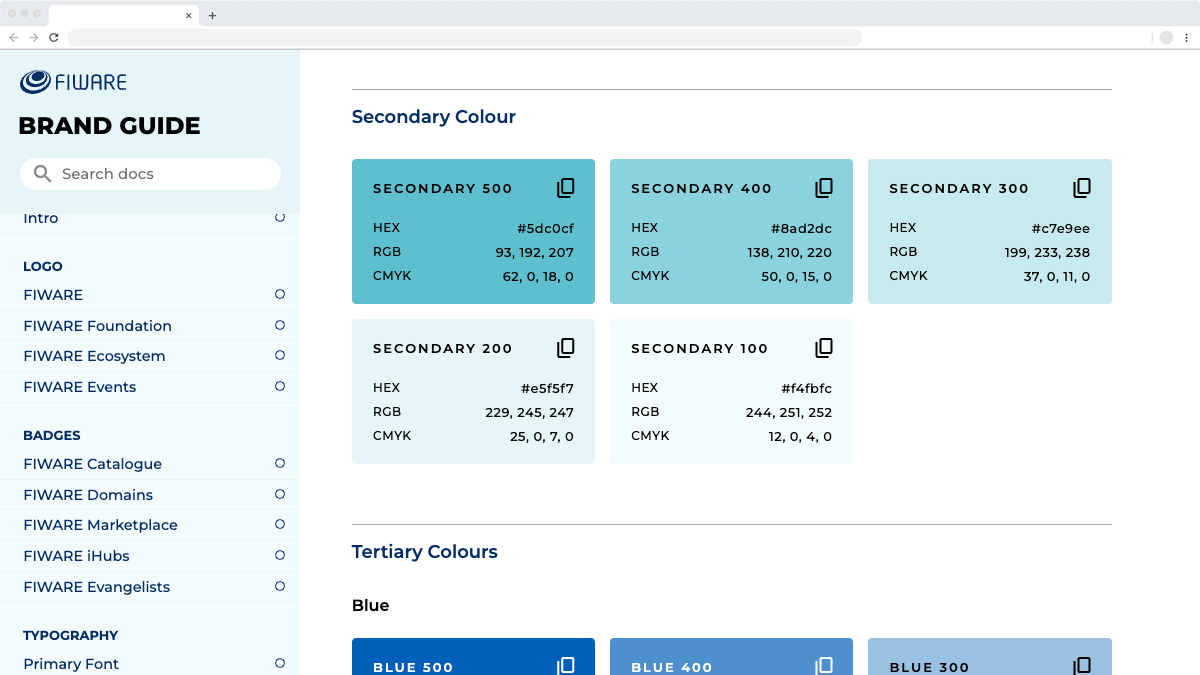 FIWARE
BRAND GUIDE
Search docs
Intro
LOGO
FIWARE
FIWARE Foundation
FIWARE Ecosystem
FIWARE Events
BADGES
FIWARE Catalogue
FIWARE Domains
FIWARE Marketplace
FIWARE iHubs
FIWARE Evangelists
TYPOGRAPHY
Primary Font
Secondary Colour
SECONDARY 500
HEX #5dc0cf
RGB 93, 192, 207
CMYK 62, 0, 18, 0
SECONDARY 400
HEX #8ad2dc
RGB 138, 210, 220
CMYK 50, 0, 15, 0
SECONDARY 300
HEX #c7e9ee
RGB 199, 233, 238
CMYK 37, 0, 11, 0
SECONDARY 200
HEX #e5f5f7
RGB 229, 245, 247
CMYK 25, 0, 7, 0
SECONDARY 100
HEX #f4fbfc
RGB 244, 251, 252
CMYK 12, 0, 4, 0
Tertiary Colours
Blue
BLUE 500
BLUE 400
BLUE 300